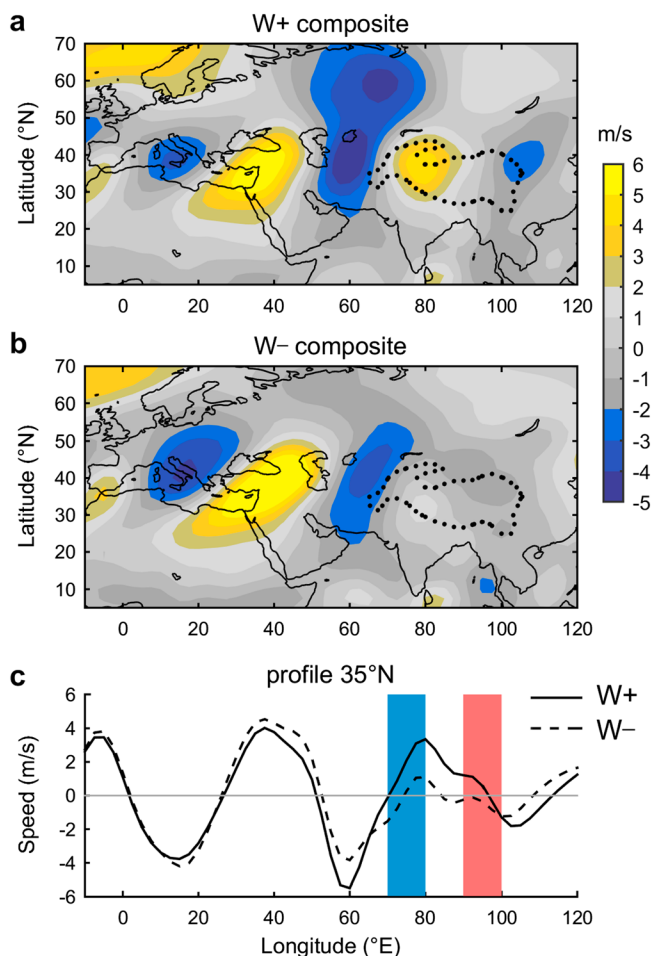 a W+ composite
70
60
50
40
30
20
10
Latitude (°N)
0 20 40 60 80 100 120
m/s
6
5
4
3
2
1
0
-1
-2
-3
-4
-5
b W− composite
70
60
50
40
30
20
10
Latitude (°N)
0 20 40 60 80 100 120
c profile 35°N
W+
W−
6
4
2
0
-2
-4
-6
Speed (m/s)
0 20 40 60 80 100 120
Longitude (°E)